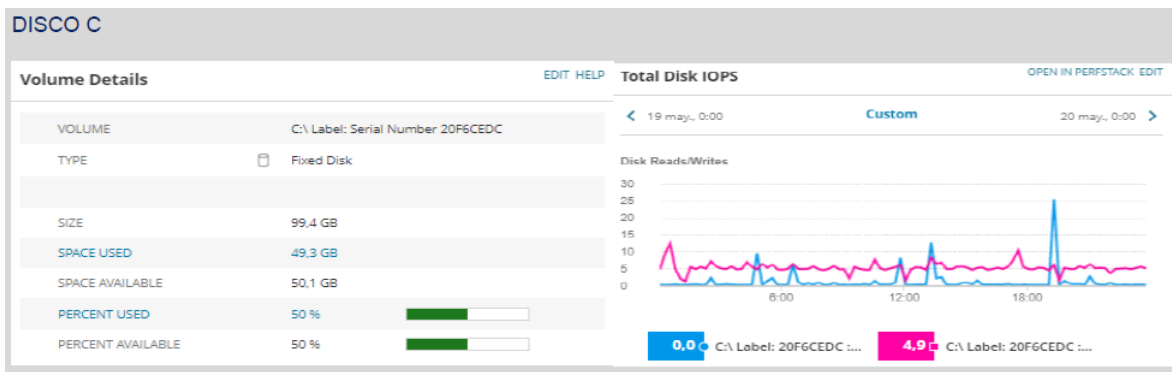 DISCO C
Volume Details
EDIT HELP
VOLUME C:\ Label: Serial Number 20F6CEDC
TYPE Fixed Disk
SIZE 99,4 GB
SPACE USED 49,3 GB
SPACE AVAILABLE 50,1 GB
PERCENT USED 50 %
PERCENT AVAILABLE 50 %
Total Disk IOPS
OPEN IN PERFSTACK EDIT
19 may., 0:00 Custom 20 may., 0:00
Disk Reads/Writes
30
25
20
15
10
5
0
6:00 12:00 18:00
0,0 C:\ Label: 20F6CEDC :... 4,9 C:\ Label: 20F6CEDC :...